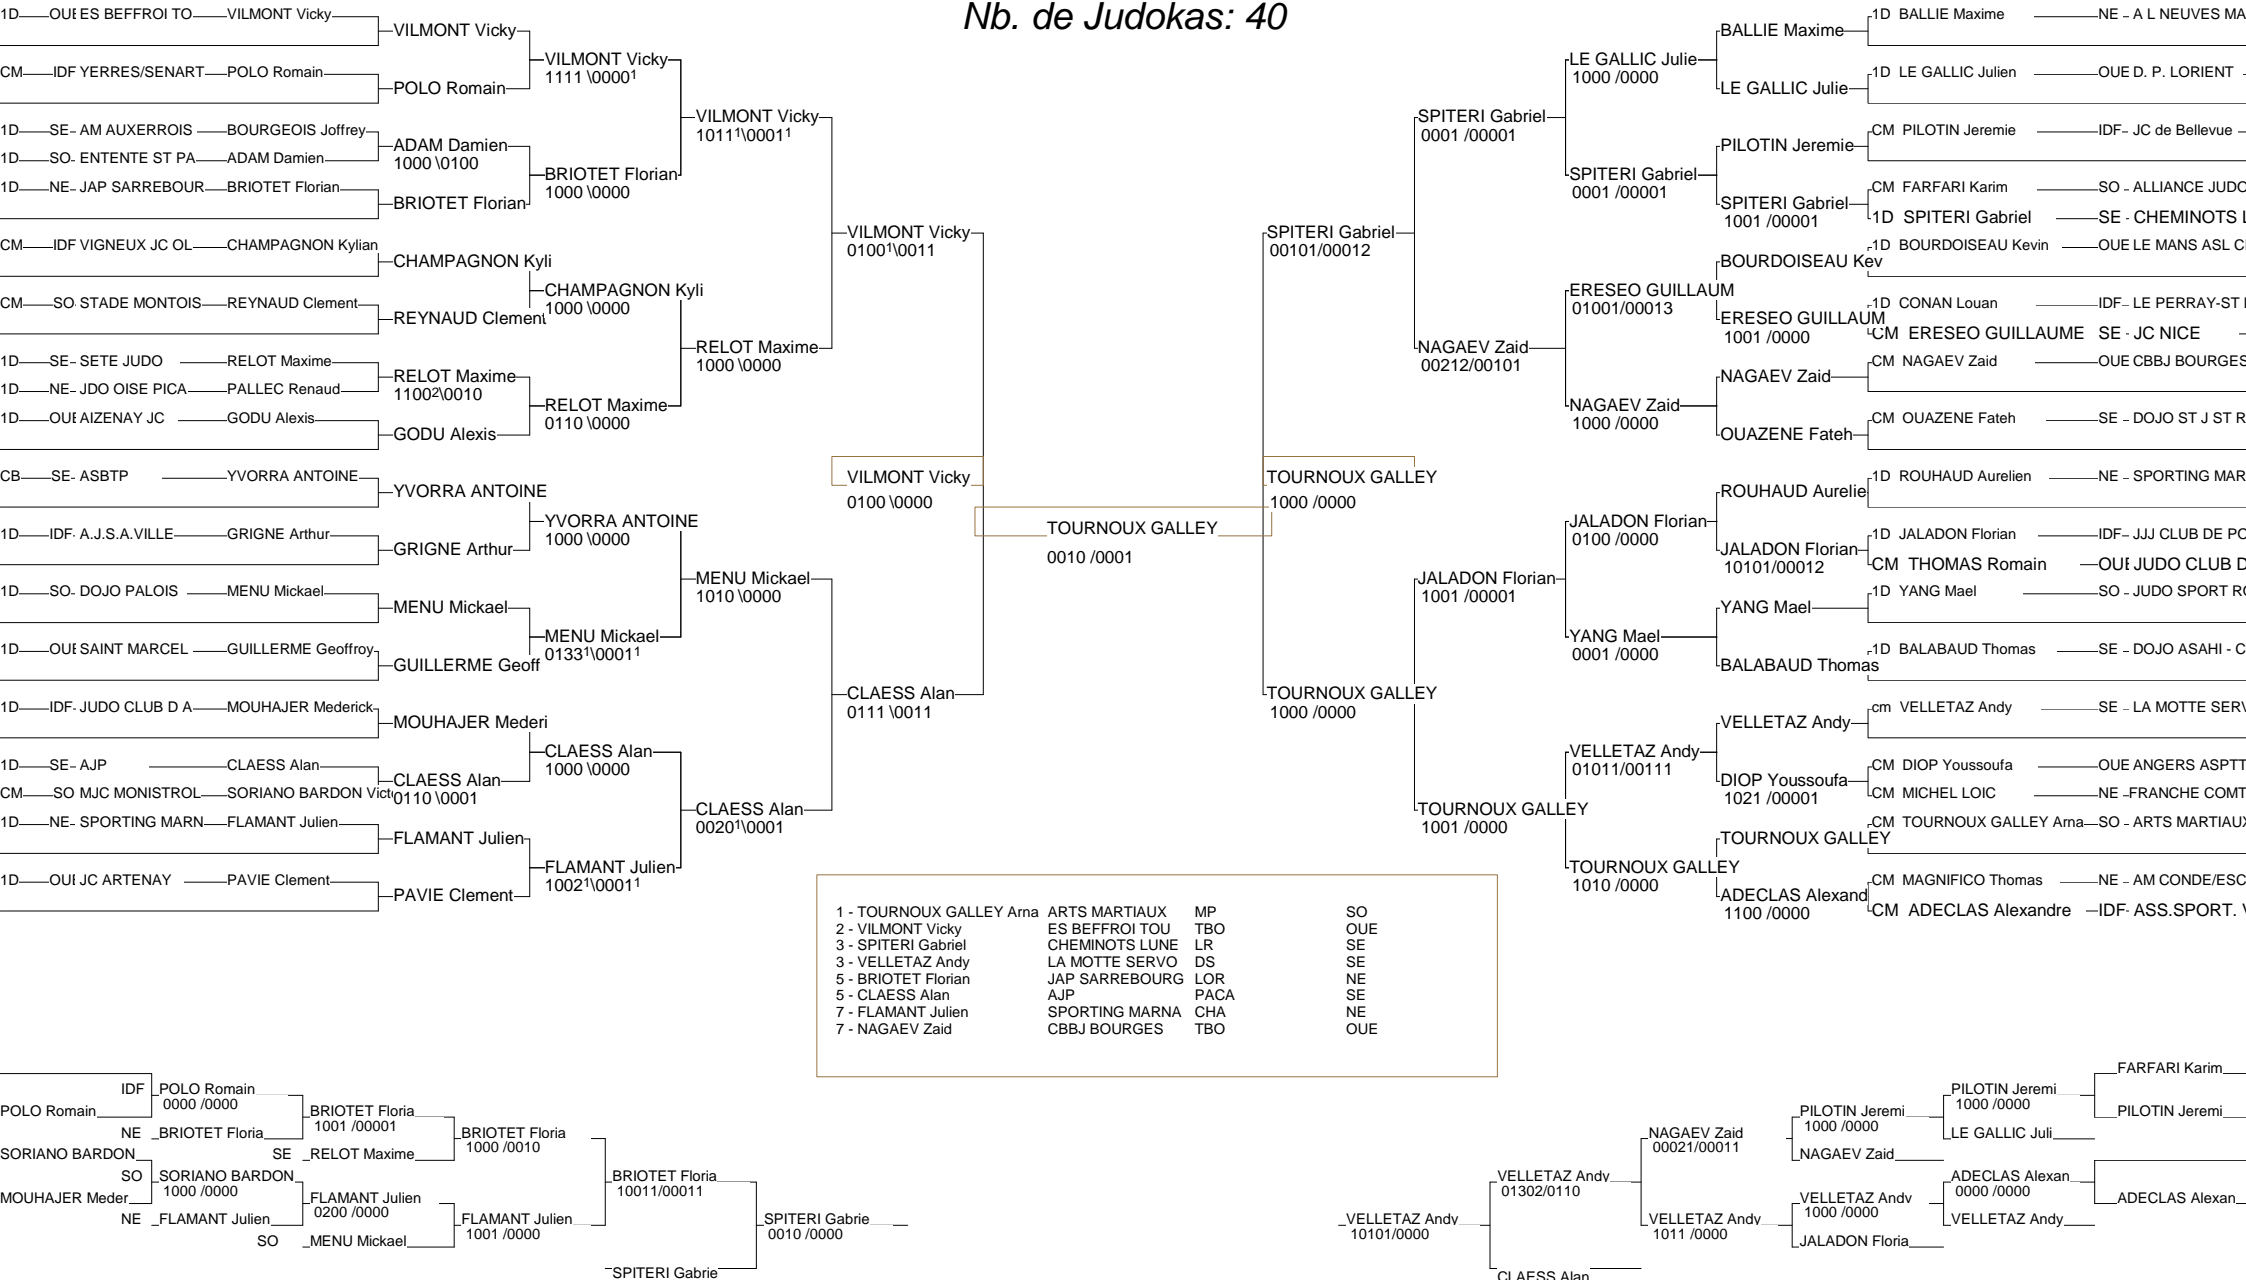 Nb. de Judokas: 40
1D OUE ES BEFFROI TO VILMONT Vicky
CM IDF YERRES/SENART POLO Romain
1D SE- AM AUXERROIS BOURGEOIS Joffrey
1D SO- ENTENTE ST PA ADAM Damien
1D NE- JAP SARREBOUR BRIOTET Florian
CM IDF VIGNEUX JC OL CHAMPAGNON Kylian
CM SO STADE MONTOIS REYNAUD Clement
1D SE- SETE JUDO RELOT Maxime
1D NE- JDO OISE PICA PALLEC Renaud
1D OUE AIZENAY JC GODU Alexis
CB SE- ASBTP YVORRA ANTOINE
1D IDF- A.J.S.A.VILLE GRIGNE Arthur
1D SO- DOJO PALOIS MENU Mickael
1D OUE SAINT MARCEL GUILLERME Geoffroy
1D IDF- JUDO CLUB D A MOUHAJER Mederick
1D SE- AJP CLAESS Alan
CM SO MJC MONISTROL SORIANO BARDON Vict
1D NE- SPORTING MARN FLAMANT Julien
1D OUE JC ARTENAY PAVIE Clement
VILMONT Vicky
POLO Romain
ADAM Damien
1000 \0100
BRIOTET Florian
CHAMPAGNON Kyli
REYNAUD Clement
RELOT Maxime
1100² \0010
GODU Alexis
YVORRA ANTOINE
GRIGNE Arthur
MENU Mickael
GUILLERME Geoff
MOUHAJER Mederi
CLAESS Alan
0110 \0001
FLAMANT Julien
PAVIE Clement
VILMONT Vicky
1111 \0000¹
BRIOTET Florian
1000 \0000
CHAMPAGNON Kyli
1000 \0000
RELOT Maxime
0110 \0000
YVORRA ANTOINE
1000 \0000
MENU Mickael
0133¹\0001¹
CLAESS Alan
1000 \0000
FLAMANT Julien
1002¹\0001¹
VILMONT Vicky
1011¹\0001¹
RELOT Maxime
1000 \0000
MENU Mickael
1010 \0000
CLAESS Alan
0020¹\0001
VILMONT Vicky
0100¹\0011
CLAESS Alan
0111 \0011
VILMONT Vicky
0100 \0000
TOURNOUX GALLEY
0010 /0001
TOURNOUX GALLEY
1000 /0000
SPITERI Gabriel
00101/00012
TOURNOUX GALLEY
1000 /0000
SPITERI Gabriel
0001 /00001
NAGAEV Zaid
00212/00101
JALADON Florian
1001 /00001
TOURNOUX GALLEY
1001 /0000
LE GALLIC Julie
1000 /0000
SPITERI Gabriel
0001 /00001
ERESEO GUILLAUM
01001/00013
NAGAEV Zaid
1000 /0000
JALADON Florian
0100 /0000
YANG Mael
0001 /0000
VELLETAZ Andy
01011/00111
TOURNOUX GALLEY
1010 /0000
BALLIE Maxime
LE GALLIC Julie
PILOTIN Jeremie
SPITERI Gabriel
1001 /00001
BOURDOISEAU Kev
ERESEO GUILLAUM
1001 /0000
NAGAEV Zaid
OUAZENE Fateh
ROUHAUD Aurelie
JALADON Florian
10101/00012
YANG Mael
BALABAUD Thomas
VELLETAZ Andy
DIOP Youssoufa
1021 /00001
TOURNOUX GALLEY
ADECLAS Alexand
1100 /0000
1D BALLIE Maxime NE - A L NEUVES MA
1D LE GALLIC Julien OUE D. P. LORIENT
CM PILOTIN Jeremie IDF- JC de Bellevue
CM FARFARI Karim SO - ALLIANCE JUDO
1D SPITERI Gabriel SE - CHEMINOTS L
1D BOURDOISEAU Kevin OUE LE MANS ASL C
1D CONAN Louan IDF- LE PERRAY-ST
CM ERESEO GUILLAUME SE - JC NICE
CM NAGAEV Zaid OUE CBBJ BOURGES
CM OUAZENE Fateh SE - DOJO ST J ST R
1D ROUHAUD Aurelien NE - SPORTING MAR
1D JALADON Florian IDF- JJJ CLUB DE PO
CM THOMAS Romain OUE JUDO CLUB D
1D YANG Mael SO - JUDO SPORT RO
1D BALABAUD Thomas SE - DOJO ASAHI - C
cm VELLETAZ Andy SE - LA MOTTE SERV
CM DIOP Youssoufa OUE ANGERS ASPTT
CM MICHEL LOIC NE -FRANCHE COMT
CM TOURNOUX GALLEY Arna SO - ARTS MARTIAUX
CM MAGNIFICO Thomas NE - AM CONDE/ESC
CM ADECLAS Alexandre IDF- ASS.SPORT. V
1 - TOURNOUX GALLEY Arna ARTS MARTIAUX MP SO
2 - VILMONT Vicky ES BEFFROI TOU TBO OUE
3 - SPITERI Gabriel CHEMINOTS LUNE LR SE
3 - VELLETAZ Andy LA MOTTE SERVO DS SE
5 - BRIOTET Florian JAP SARREBOURG LOR NE
5 - CLAESS Alan AJP PACA SE
7 - FLAMANT Julien SPORTING MARNA CHA NE
7 - NAGAEV Zaid CBBJ BOURGES TBO OUE
POLO Romain
SORIANO BARDON
MOUHAJER Meder
IDF POLO Romain
0000 /0000
NE BRIOTET Floria
SO SORIANO BARDON
1000 /0000
NE FLAMANT Julien
BRIOTET Floria
1001 /00001
SE RELOT Maxime
FLAMANT Julien
0200 /0000
SO MENU Mickael
BRIOTET Floria
1000 /0010
FLAMANT Julien
1001 /0000
BRIOTET Floria
10011/00011
SPITERI Gabrie
SPITERI Gabrie
0010 /0000
VELLETAZ Andy
10101/0000
VELLETAZ Andy
01302/0110
CLAESS Alan
NAGAEV Zaid
00021/00011
VELLETAZ Andy
1011 /0000
PILOTIN Jeremi
1000 /0000
NAGAEV Zaid
VELLETAZ Andy
1000 /0000
JALADON Floria
PILOTIN Jeremi
1000 /0000
LE GALLIC Juli
ADECLAS Alexan
0000 /0000
VELLETAZ Andy
FARFARI Karim
PILOTIN Jeremi
ADECLAS Alexan